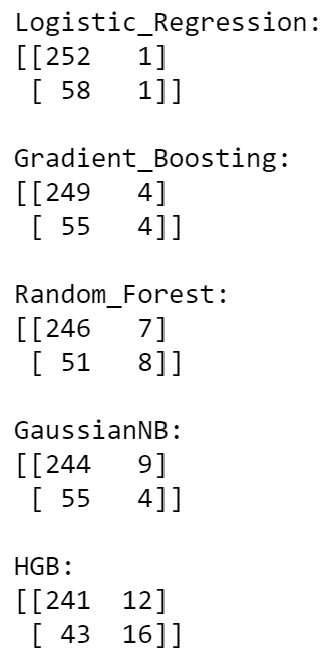 Logistic_Regression:
[[252   1]
 [ 58   1]]

Gradient_Boosting:
[[249   4]
 [ 55   4]]

Random_Forest:
[[246   7]
 [ 51   8]]

GaussianNB:
[[244   9]
 [ 55   4]]

HGB:
[[241  12]
 [ 43  16]]